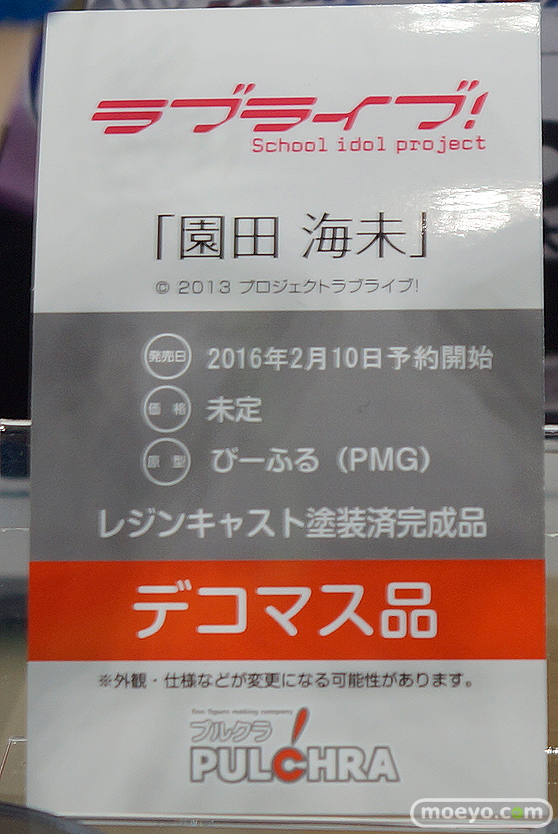 ラブライブ!
School idol project
「園田 海未」
© 2013 プロジェクトラブライブ!
発売日 2016年2月10日予約開始
価格 未定
原型 びーふる（PMG）
レジンキャスト塗装済完成品
デコマス品
※外観・仕様などが変更になる可能性があります。
fine figure making company
プルクラ
PULCHRA
moeyo.com